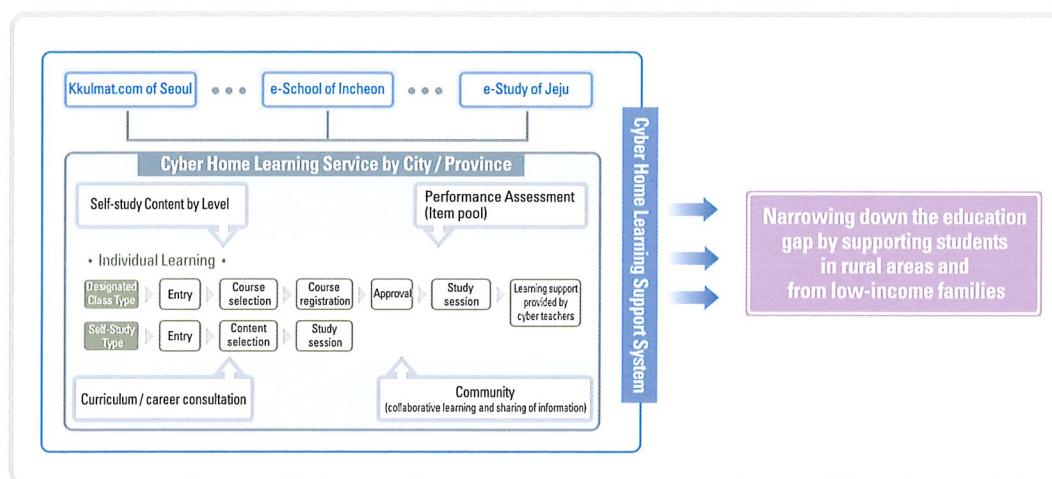 Kkulmat.com of Seoul
e-School of Incheon
e-Study of Jeju
Cyber Home Learning Service by City / Province
Self-study Content by Level
Performance Assessment
(Item pool)
• Individual Learning •
Designated
Class Type
Entry
Course
selection
Course
registration
Approval
Study
session
Learning support
provided by
cyber teachers
Self-Study
Type
Entry
Content
selection
Study
session
Curriculum / career consultation
Community
(collaborative learning and sharing of information)
Cyber Home Learning Support System
Narrowing down the education
gap by supporting students
in rural areas and
from low-income families